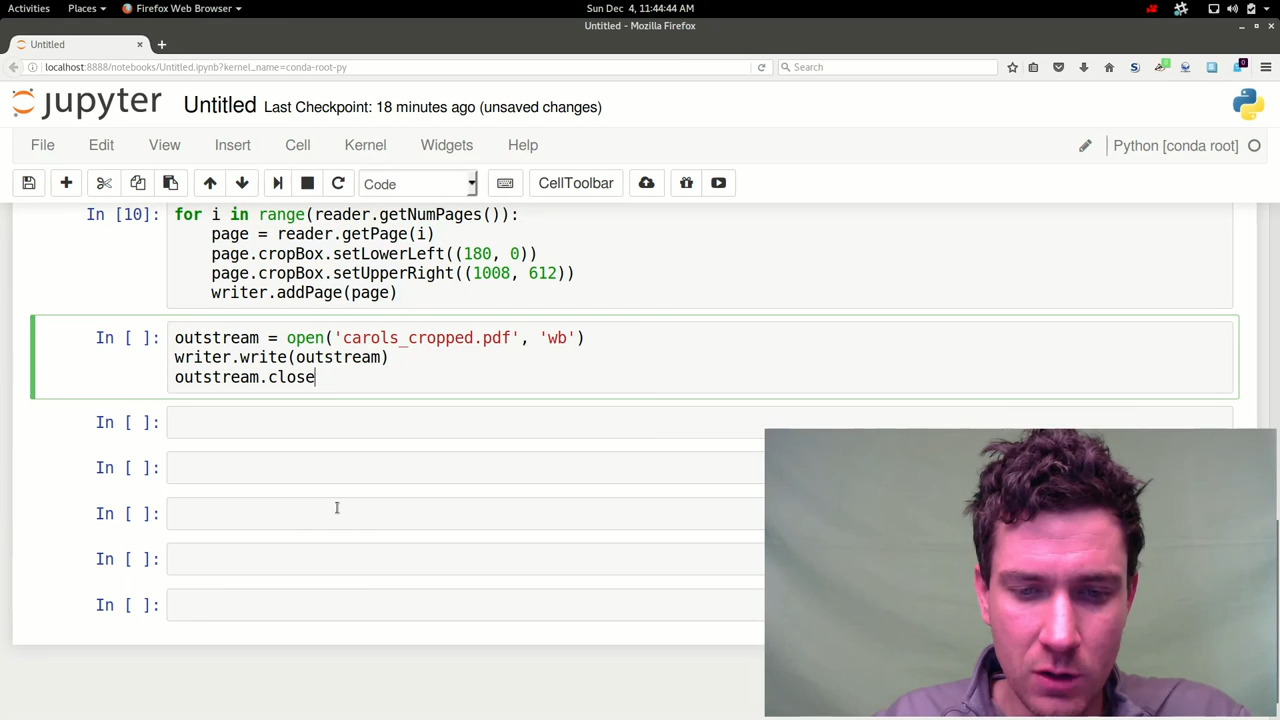 Activities Places Firefox Web Browser Sun Dec 4, 11:44:44 AM
Untitled - Mozilla Firefox
Untitled
localhost:8888/notebooks/Untitled.ipynb?kernel_name=conda-root-py Search
jupyter Untitled Last Checkpoint: 18 minutes ago (unsaved changes)
File Edit View Insert Cell Kernel Widgets Help Python [conda root]
Code CellToolbar
In [10]: for i in range(reader.getNumPages()):
page = reader.getPage(i)
page.cropBox.setLowerLeft((180, 0))
page.cropBox.setUpperRight((1008, 612))
writer.addPage(page)
In [ ]: outstream = open('carols_cropped.pdf', 'wb')
writer.write(outstream)
outstream.close
In [ ]:
In [ ]:
In [ ]:
In [ ]:
In [ ]: